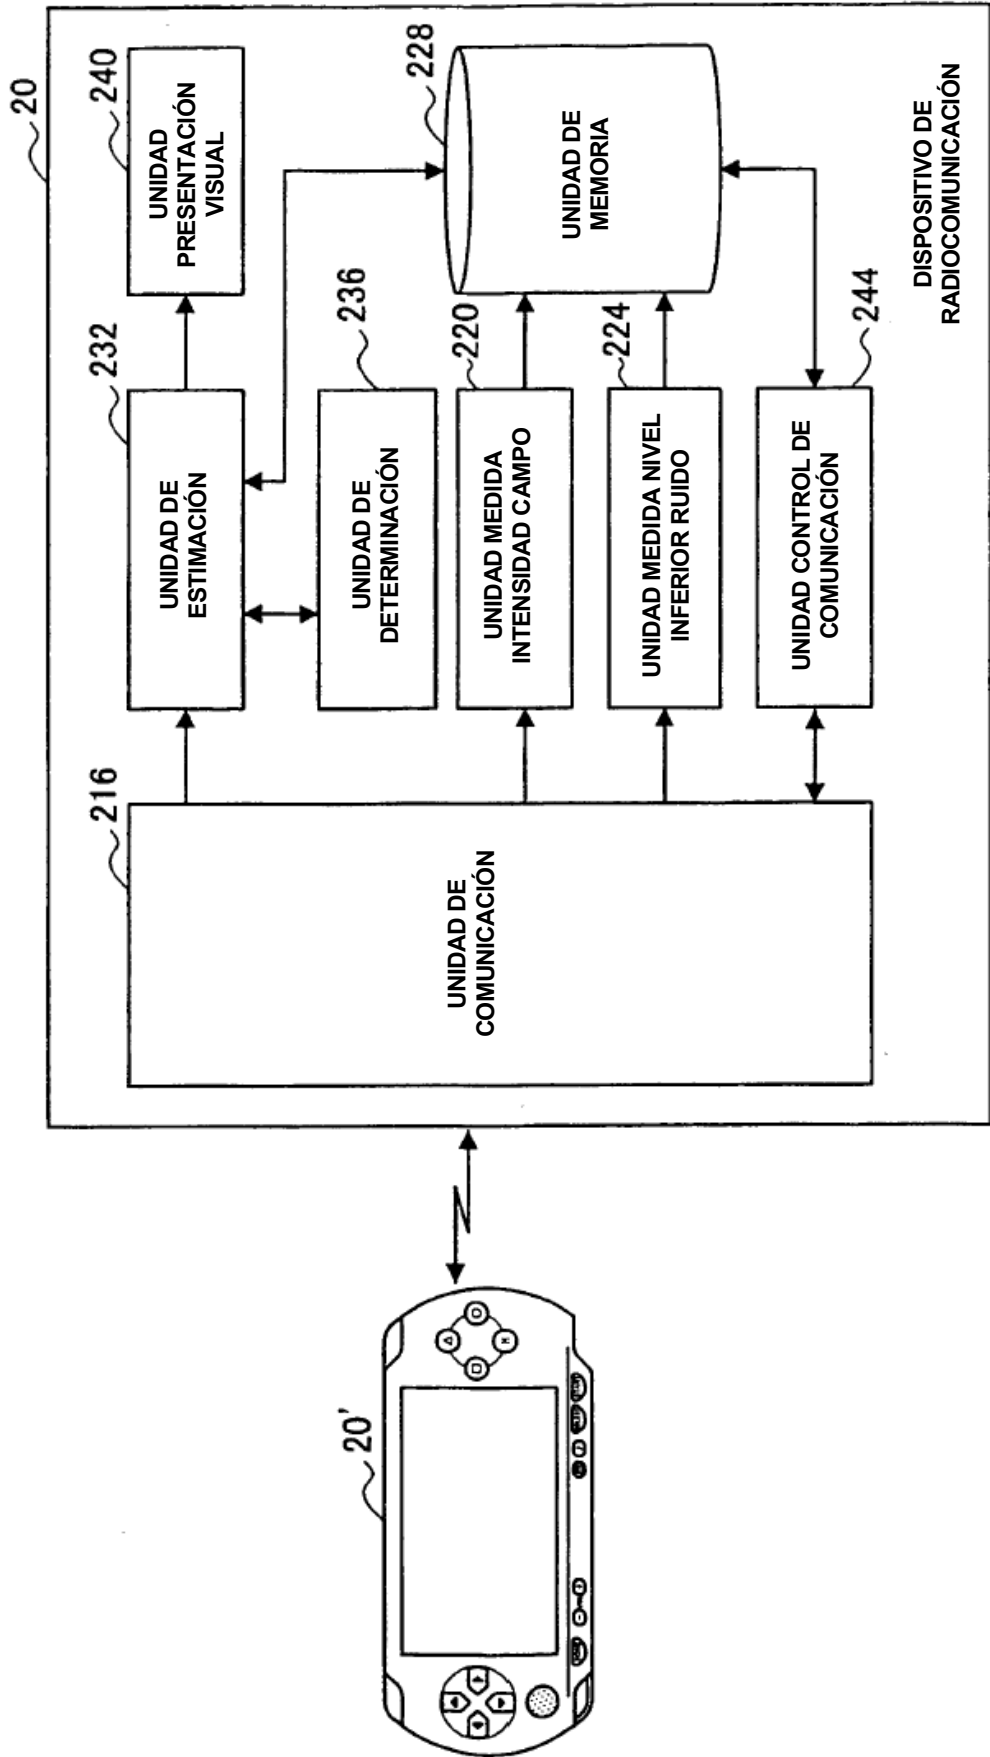 20
240
UNIDAD
PRESENTACIÓN
VISUAL
232
UNIDAD DE
ESTIMACIÓN
236
UNIDAD DE
DETERMINACIÓN
228
UNIDAD DE
MEMORIA
220
UNIDAD MEDIDA
INTENSIDAD CAMPO
224
UNIDAD MEDIDA NIVEL
INFERIOR RUIDO
244
UNIDAD CONTROL DE
COMUNICACIÓN
216
UNIDAD DE
COMUNICACIÓN
DISPOSITIVO DE
RADIOCOMUNICACIÓN
20'